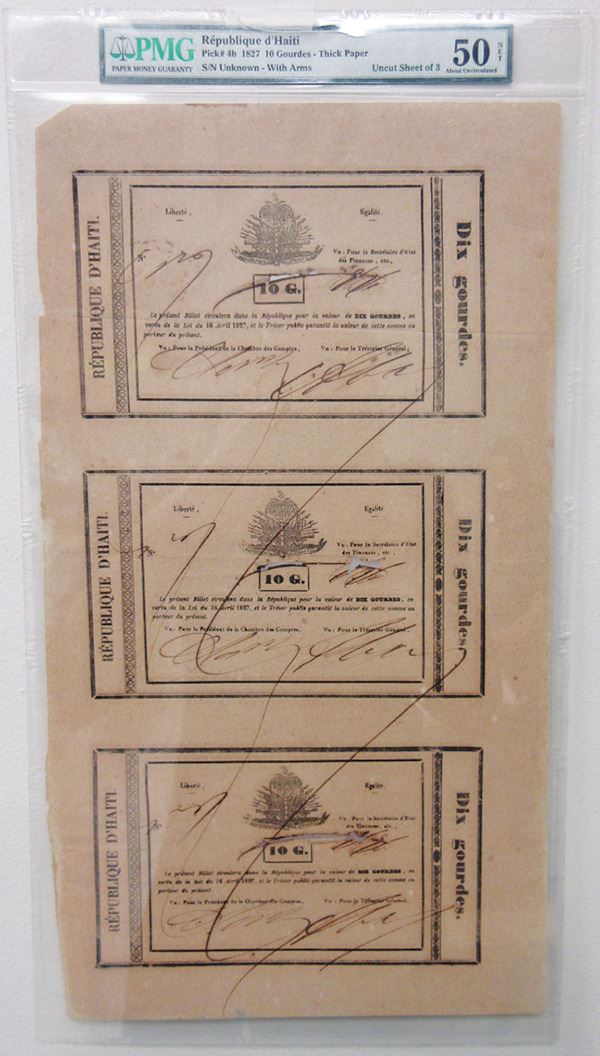 PMG
PAPER MONEY GUARANTY
République d'Haiti
Pick# 4b 1827 10 Gourdes - Thick Paper
S/N Unknown - With Arms
Uncut Sheet of 3
50 NET
About Uncirculated
RÉPUBLIQUE D'HAITI.
Liberté,
Egalité.
No.
Vu : Pour le Secrétaire d'Etat
des Finances, etc.,
10 G.
Le présent Billet circulera dans la République pour la valeur de DIX GOURDES, en
vertu de la Loi du 16 Avril 1827, et le Trésor public garantit la valeur de cette somme au
porteur du présent.
Vu : Pour le Président de la Chambre des Comptes,
Vu : Pour le Trésorier Général,
Dix gourdes.
RÉPUBLIQUE D'HAITI.
Liberté,
Egalité.
No.
Vu : Pour le Secrétaire d'Etat
des Finances, etc.,
10 G.
Le présent Billet circulera dans la République pour la valeur de DIX GOURDES, en
vertu de la Loi du 16 Avril 1827, et le Trésor public garantit la valeur de cette somme au
porteur du présent.
Vu : Pour le Président de la Chambre des Comptes,
Vu : Pour le Trésorier Général,
Dix gourdes.
RÉPUBLIQUE D'HAITI.
Liberté,
Egalité.
No.
Vu : Pour le Secrétaire d'Etat
des Finances, etc.,
10 G.
Le présent Billet circulera dans la République pour la valeur de DIX GOURDES, en
vertu de la Loi du 16 Avril 1827, et le Trésor public garantit la valeur de cette somme au
porteur du présent.
Vu : Pour le Président de la Chambre des Comptes,
Vu : Pour le Trésorier Général,
Dix gourdes.